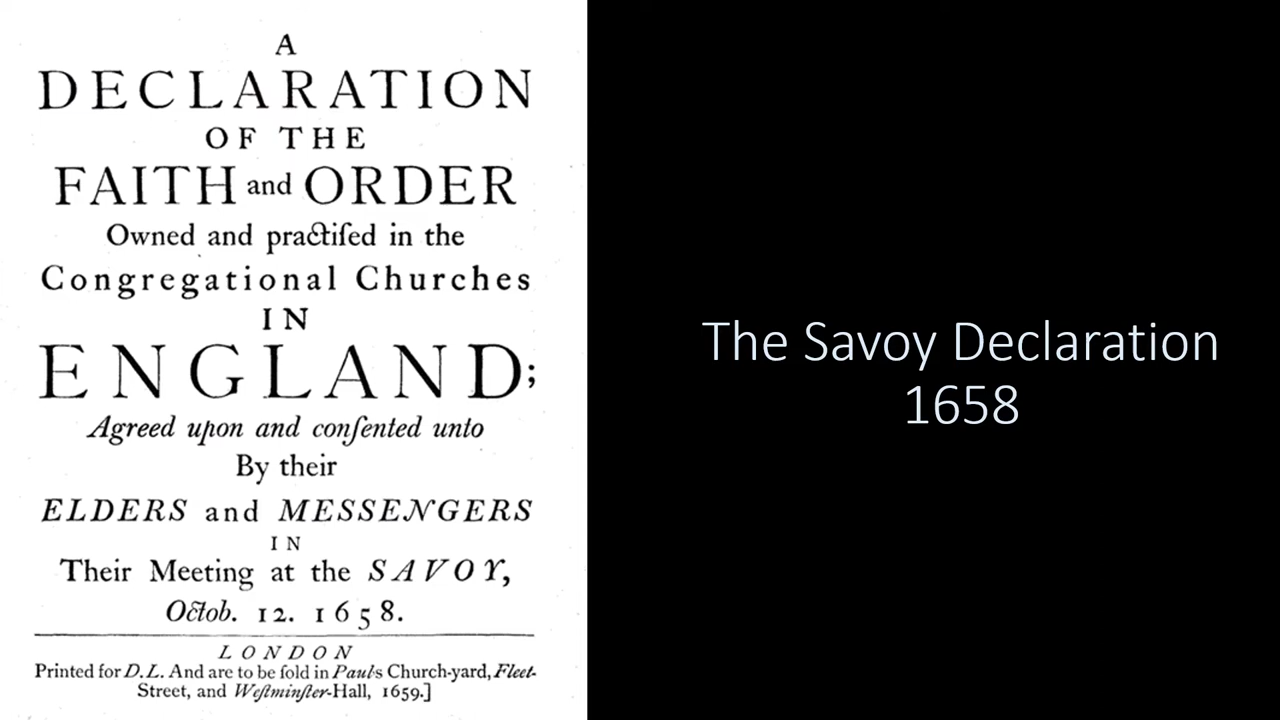 A
DECLARATION
OF THE
FAITH and ORDER
Owned and practiſed in the
Congregational Churches
IN
ENGLAND;
Agreed upon and conſented unto
By their
ELDERS and MESSENGERS
IN
Their Meeting at the SAVOY,
Octob. 12. 1658.
LONDON
Printed for D. L. And are to be ſold in Paul's Church-yard, Fleet-
Street, and Weſtminſter-Hall, 1659.]
The Savoy Declaration
1658